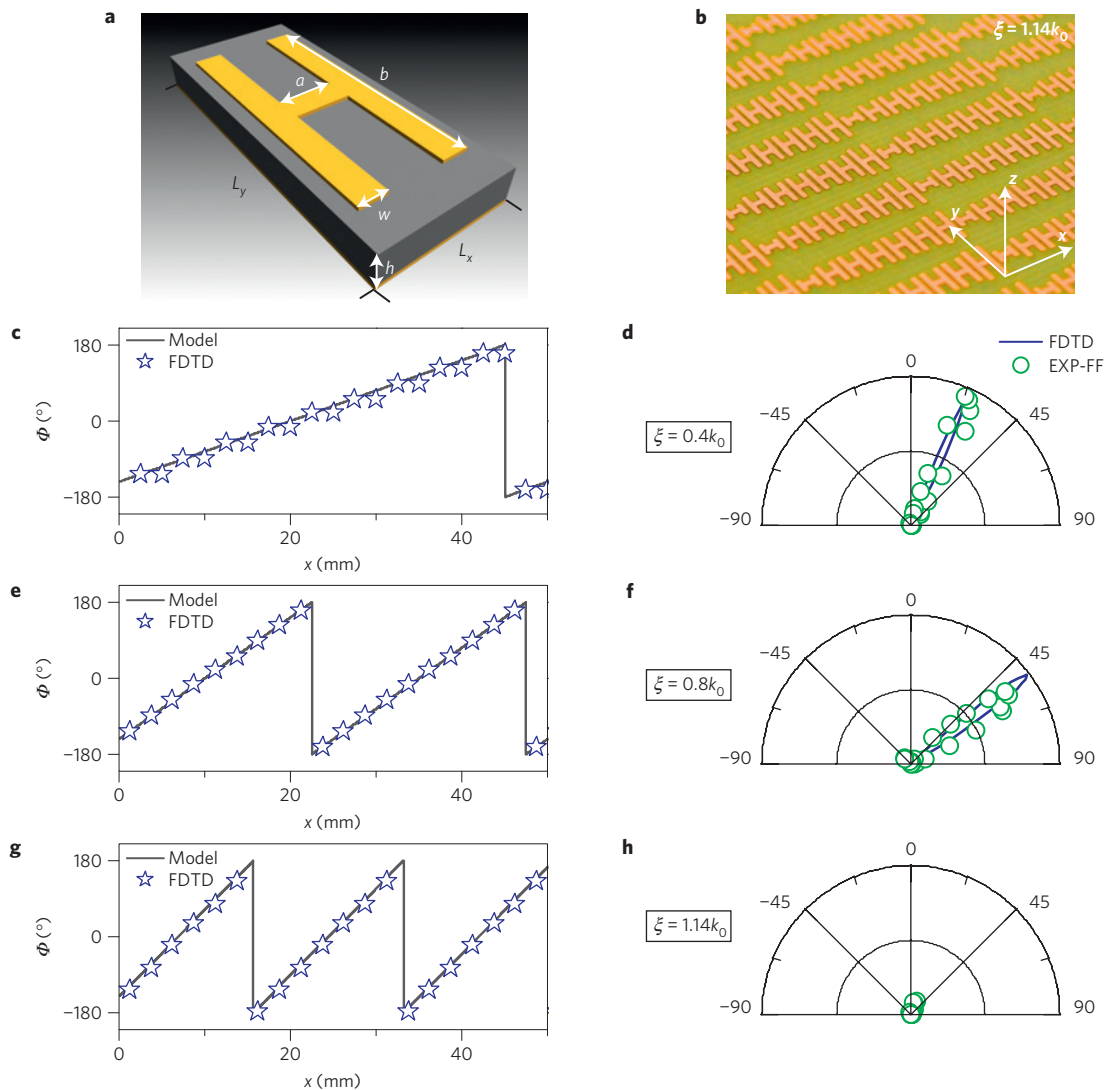 a
a
b
L_y
w
h
L_x
b
ξ = 1.14k₀
z
y
x
c
Model
FDTD
180
0
−180
Φ (°)
0
20
40
x (mm)
d
FDTD
EXP-FF
ξ = 0.4k₀
0
−45
45
−90
90
e
Model
FDTD
180
0
−180
Φ (°)
0
20
40
x (mm)
f
ξ = 0.8k₀
0
−45
45
−90
90
g
Model
FDTD
180
0
−180
Φ (°)
0
20
40
x (mm)
h
ξ = 1.14k₀
0
−45
45
−90
90